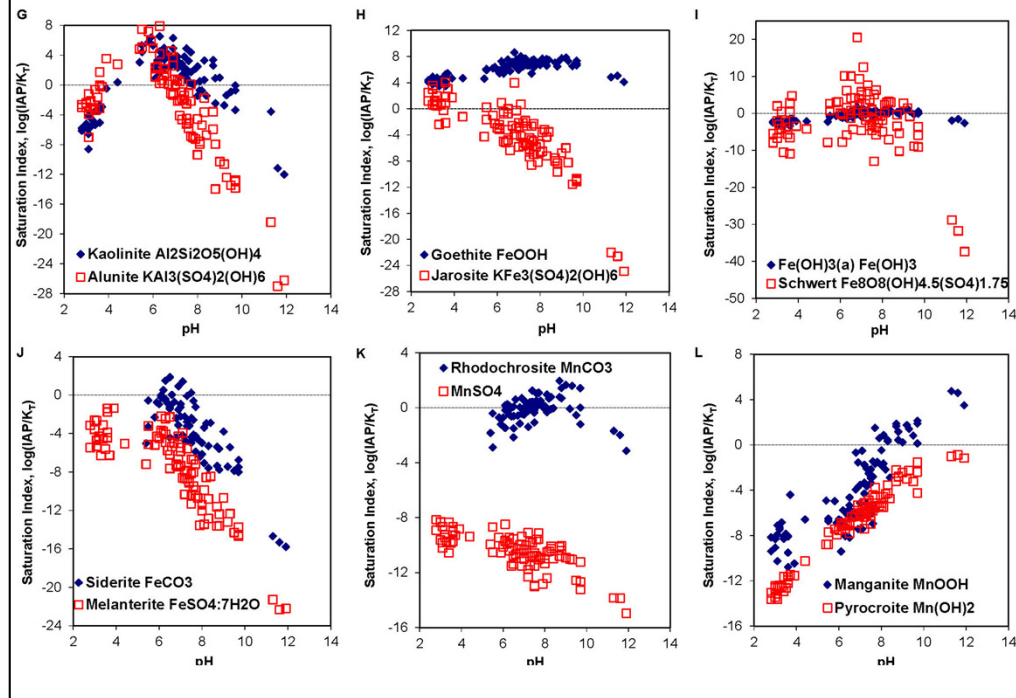 G
Saturation Index, log(IAP/KT)
8
4
0
-4
-8
-12
-16
-20
-24
-28
Kaolinite Al2Si2O5(OH)4
Alunite KAl3(SO4)2(OH)6
2 4 6 8 10 12 14
pH
H
Saturation Index, log(IAP/KT)
12
8
4
0
-4
-8
-12
-16
-20
-24
-28
Goethite FeOOH
Jarosite KFe3(SO4)2(OH)6
2 4 6 8 10 12 14
pH
I
Saturation Index, log(IAP/KT)
20
10
0
-10
-20
-30
-40
-50
Fe(OH)3(a) Fe(OH)3
Schwert Fe8O8(OH)4.5(SO4)1.75
2 4 6 8 10 12 14
pH
J
Saturation Index, log(IAP/KT)
4
0
-4
-8
-12
-16
-20
-24
Siderite FeCO3
Melanterite FeSO4:7H2O
2 4 6 8 10 12 14
pH
K
Saturation Index, log(IAP/KT)
4
0
-4
-8
-12
-16
Rhodochrosite MnCO3
MnSO4
2 4 6 8 10 12 14
pH
L
Saturation Index, log(IAP/KT)
8
4
0
-4
-8
-12
-16
Manganite MnOOH
Pyrocroite Mn(OH)2
2 4 6 8 10 12 14
pH